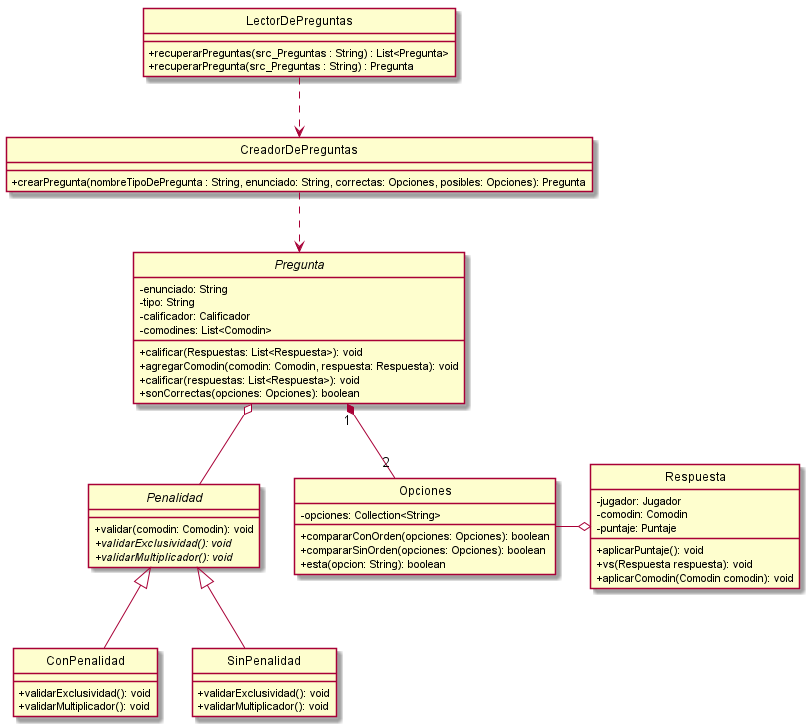 LectorDePreguntas
+recuperarPreguntas(src_Preguntas : String) : List<Pregunta>
+recuperarPregunta(src_Preguntas : String) : Pregunta
CreadorDePreguntas
+crearPregunta(nombreTipoDePregunta : String, enunciado: String, correctas: Opciones, posibles: Opciones): Pregunta
Pregunta
-enunciado: String
-tipo: String
-calificador: Calificador
-comodines: List<Comodin>
+calificar(Respuestas: List<Respuesta>): void
+agregarComodin(comodin: Comodin, respuesta: Respuesta): void
+calificar(respuestas: List<Respuesta>): void
+sonCorrectas(opciones: Opciones): boolean
1
2
Penalidad
+validar(comodin: Comodin): void
+validarExclusividad(): void
+validarMultiplicador(): void
Opciones
-opciones: Collection<String>
+compararConOrden(opciones: Opciones): boolean
+compararSinOrden(opciones: Opciones): boolean
+esta(opcion: String): boolean
Respuesta
-jugador: Jugador
-comodin: Comodin
-puntaje: Puntaje
+aplicarPuntaje(): void
+vs(Respuesta respuesta): void
+aplicarComodin(Comodin comodin): void
ConPenalidad
+validarExclusividad(): void
+validarMultiplicador(): void
SinPenalidad
+validarExclusividad(): void
+validarMultiplicador(): void